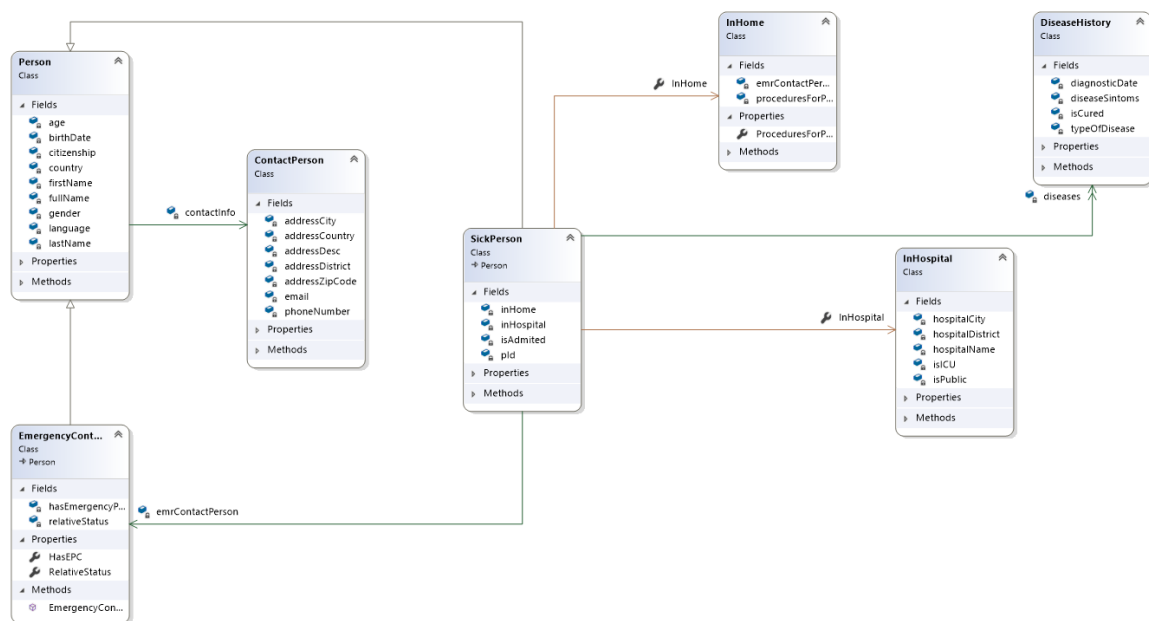 Person
Class
Fields
age
birthDate
citizenship
country
firstName
fullName
gender
language
lastName
Properties
Methods
contactInfo
ContactPerson
Class
Fields
addressCity
addressCountry
addressDesc
addressDistrict
addressZipCode
email
phoneNumber
Properties
Methods
EmergencyCont...
Class
Person
Fields
hasEmergencyP...
relativeStatus
Properties
HasEPC
RelativeStatus
Methods
EmergencyCon...
emrContactPerson
SickPerson
Class
Person
Fields
inHome
inHospital
isAdmited
pId
Properties
Methods
InHome
InHome
Class
Fields
emrContactPer...
proceduresForP...
Properties
ProceduresForP...
Methods
InHospital
InHospital
Class
Fields
hospitalCity
hospitalDistrict
hospitalName
isICU
isPublic
Properties
Methods
DiseaseHistory
Class
Fields
diagnosticDate
diseaseSintoms
isCured
typeOfDisease
Properties
Methods
diseases